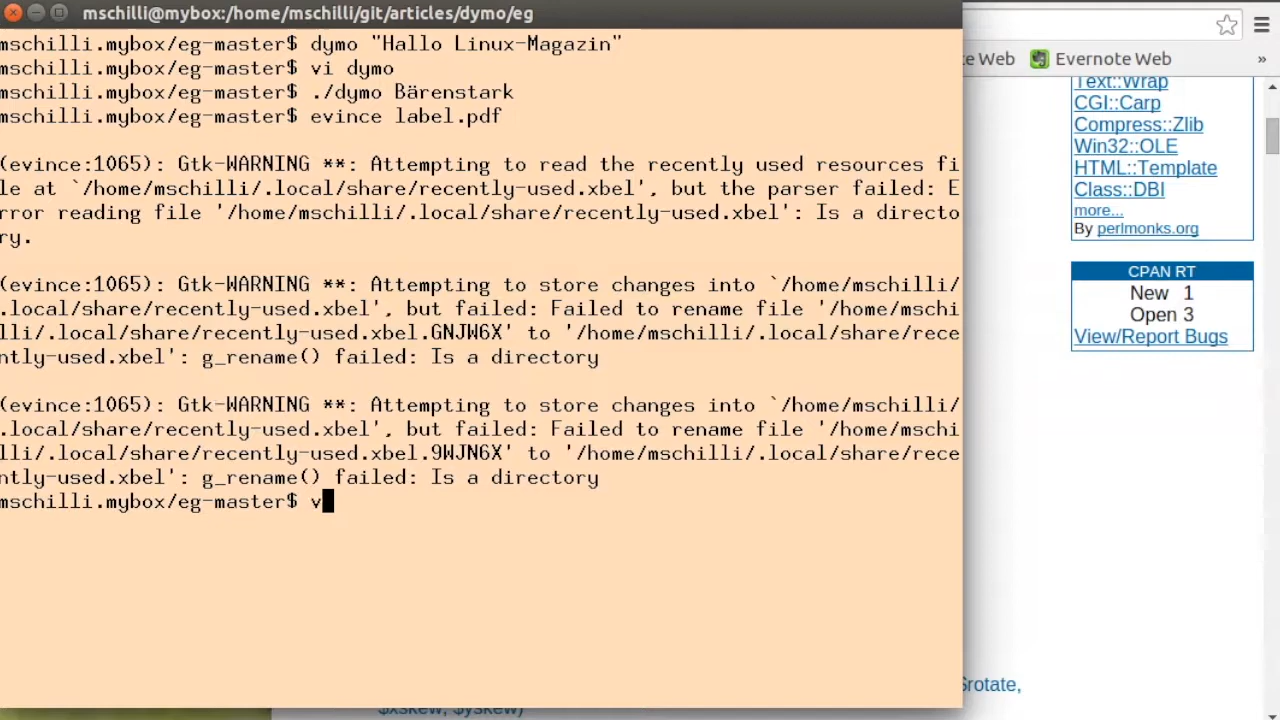 mschilli@mybox:/home/mschilli/git/articles/dymo/eg
mschilli.mybox/eg-master$ dymo "Hallo Linux-Magazin"
mschilli.mybox/eg-master$ vi dymo
mschilli.mybox/eg-master$ ./dymo Bärenstark
mschilli.mybox/eg-master$ evince label.pdf
(evince:1065): Gtk-WARNING **: Attempting to read the recently used resources fi
le at `/home/mschilli/.local/share/recently-used.xbel', but the parser failed: E
rror reading file '/home/mschilli/.local/share/recently-used.xbel': Is a directo
ry.
(evince:1065): Gtk-WARNING **: Attempting to store changes into `/home/mschilli/
.local/share/recently-used.xbel', but failed: Failed to rename file '/home/mschi
lli/.local/share/recently-used.xbel.GNJW6X' to '/home/mschilli/.local/share/rece
ntly-used.xbel': g_rename() failed: Is a directory
(evince:1065): Gtk-WARNING **: Attempting to store changes into `/home/mschilli/
.local/share/recently-used.xbel', but failed: Failed to rename file '/home/mschi
lli/.local/share/recently-used.xbel.9WJN6X' to '/home/mschilli/.local/share/rece
ntly-used.xbel': g_rename() failed: Is a directory
mschilli.mybox/eg-master$ v
e Web Evernote Web »
Text::Wrap
CGI::Carp
Compress::Zlib
Win32::OLE
HTML::Template
Class::DBI
more...
By perlmonks.org
CPAN RT
New 1
Open 3
View/Report Bugs
$rotate,
$xskew, $yskew)